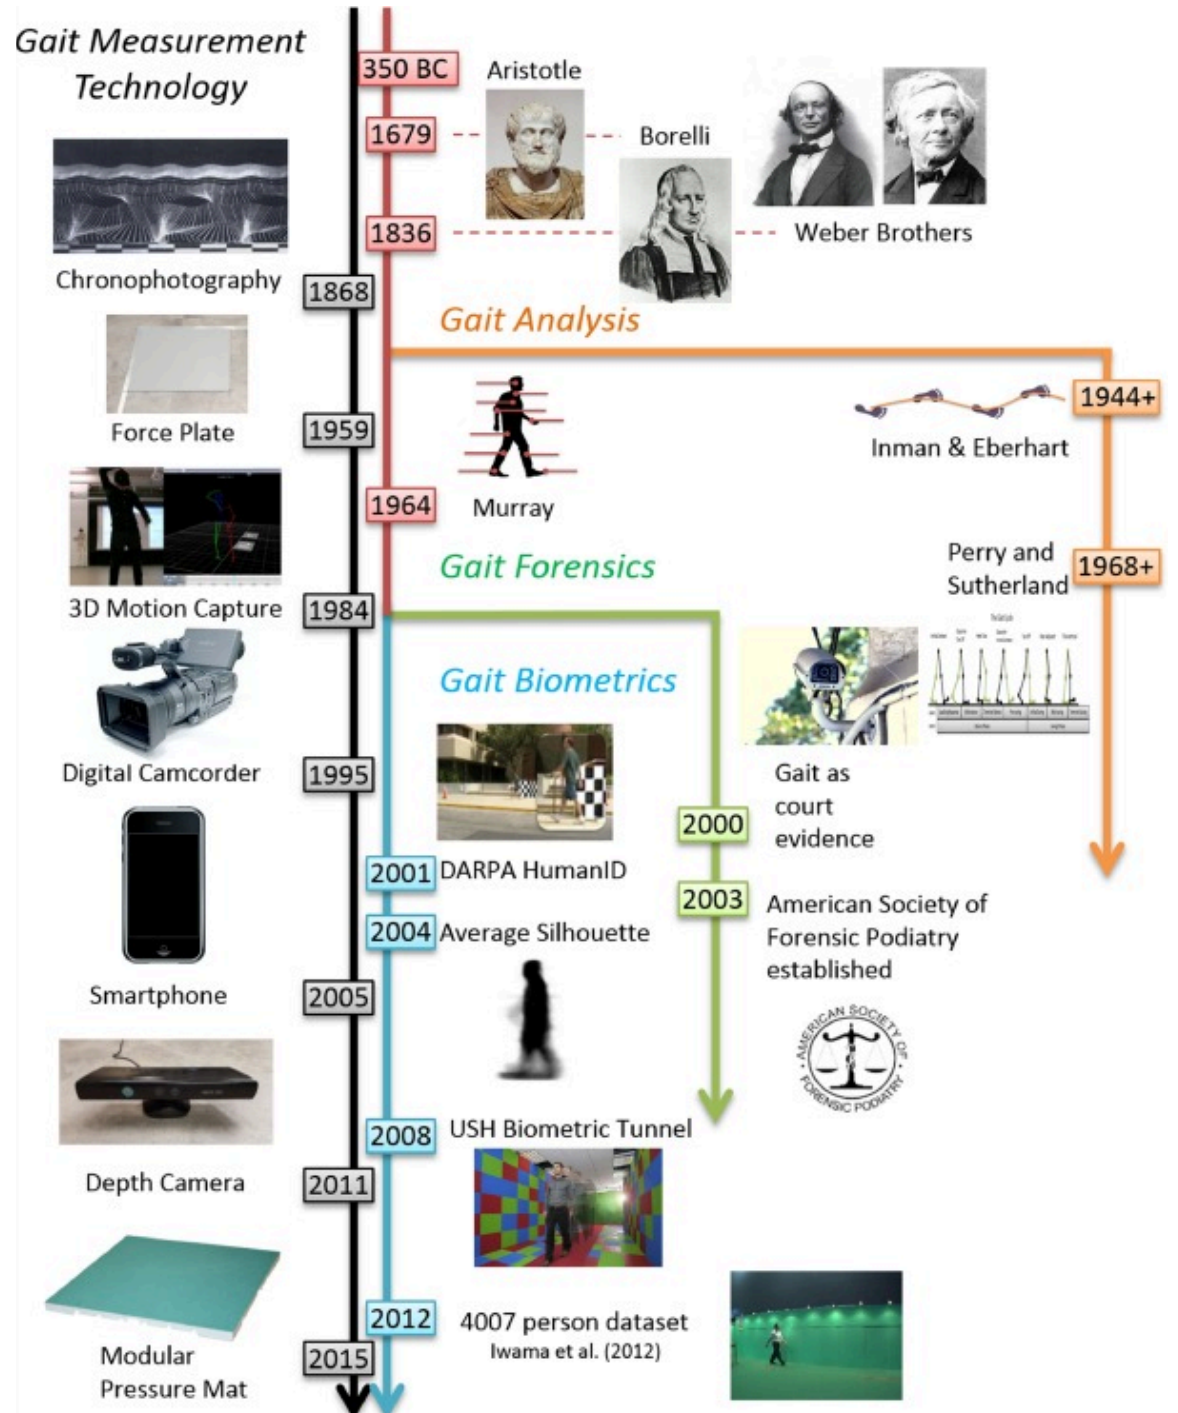 Gait Measurement
Technology
350 BC
Aristotle
1679
Borelli
1836
Weber Brothers
Chronophotography
1868
Gait Analysis
1944+
Inman & Eberhart
Force Plate
1959
1964
Murray
Perry and
Sutherland
1968+
Gait Forensics
3D Motion Capture
1984
Gait Biometrics
Digital Camcorder
1995
Gait as
court
evidence
2000
2001
DARPA HumanID
2003
American Society of
Forensic Podiatry
established
2004
Average Silhouette
Smartphone
2005
AMERICAN SOCIETY OF
FORENSIC PODIATRY
2008
USH Biometric Tunnel
Depth Camera
2011
2012
4007 person dataset
Iwama et al. (2012)
Modular
Pressure Mat
2015